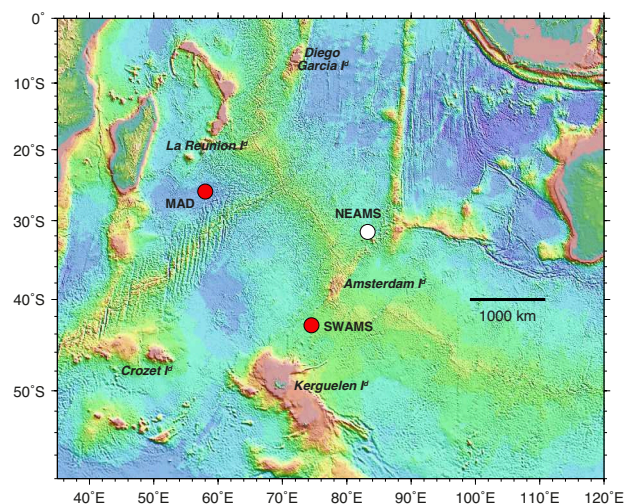 0°
10°S
20°S
30°S
40°S
50°S
Diego
Garcia Iᵈ
La Reunion Iᵈ
MAD
NEAMS
Amsterdam Iᵈ
1000 km
SWAMS
Crozet Iᵈ
Kerguelen Iᵈ
40°E 50°E 60°E 70°E 80°E 90°E 100°E 110°E 120°E